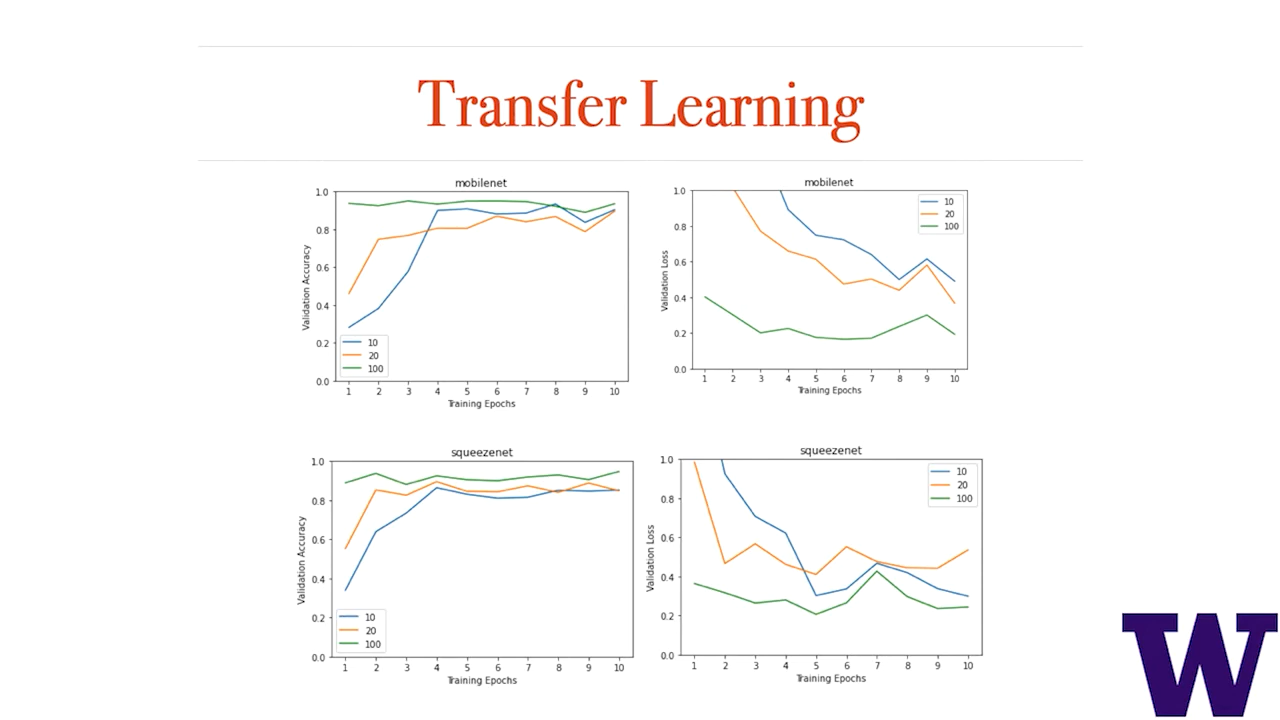 Transfer Learning
mobilenet
Validation Accuracy
1.0
0.8
0.6
0.4
0.2
0.0
10
20
100
1 2 3 4 5 6 7 8 9 10
Training Epochs
mobilenet
Validation Loss
1.0
0.8
0.6
0.4
0.2
0.0
10
20
100
1 2 3 4 5 6 7 8 9 10
Training Epochs
squeezenet
Validation Accuracy
1.0
0.8
0.6
0.4
0.2
0.0
10
20
100
1 2 3 4 5 6 7 8 9 10
Training Epochs
squeezenet
Validation Loss
1.0
0.8
0.6
0.4
0.2
0.0
10
20
100
1 2 3 4 5 6 7 8 9 10
Training Epochs
W